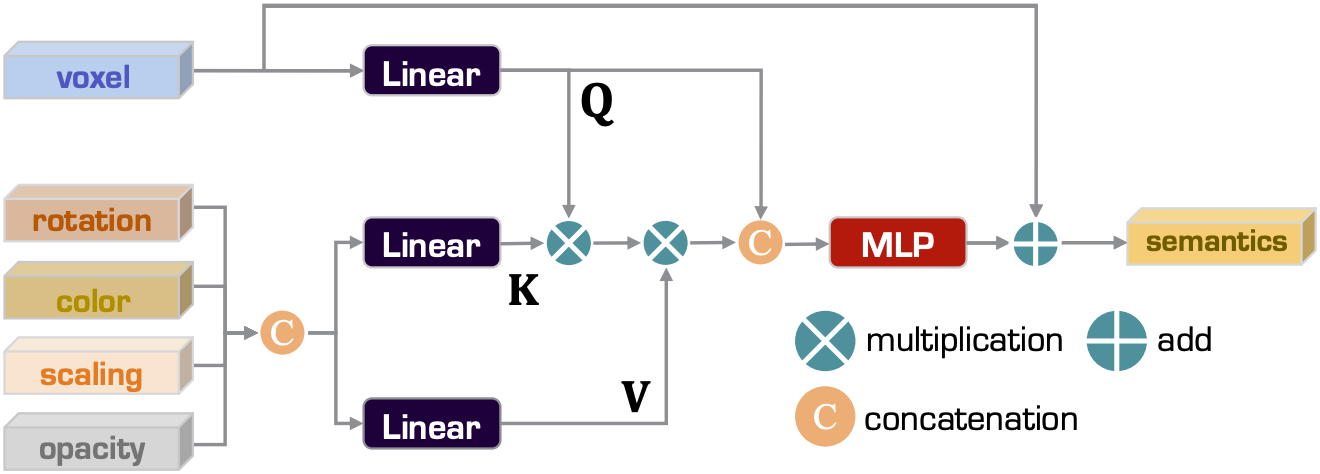 voxel
Linear
Q
rotation
color
scaling
opacity
C
Linear
K
Linear
V
C
MLP
semantics
multiplication
add
C concatenation